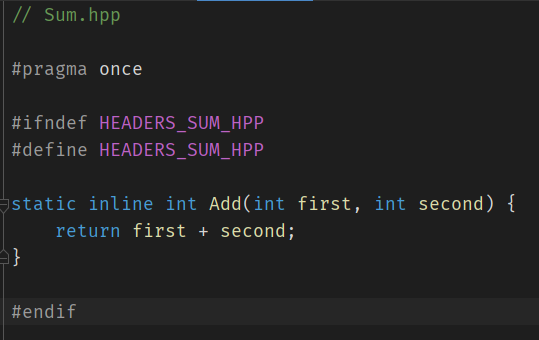 // Sum.hpp
#pragma once
#ifndef HEADERS_SUM_HPP
#define HEADERS_SUM_HPP
static inline int Add(int first, int second) {
    return first + second;
}
#endif